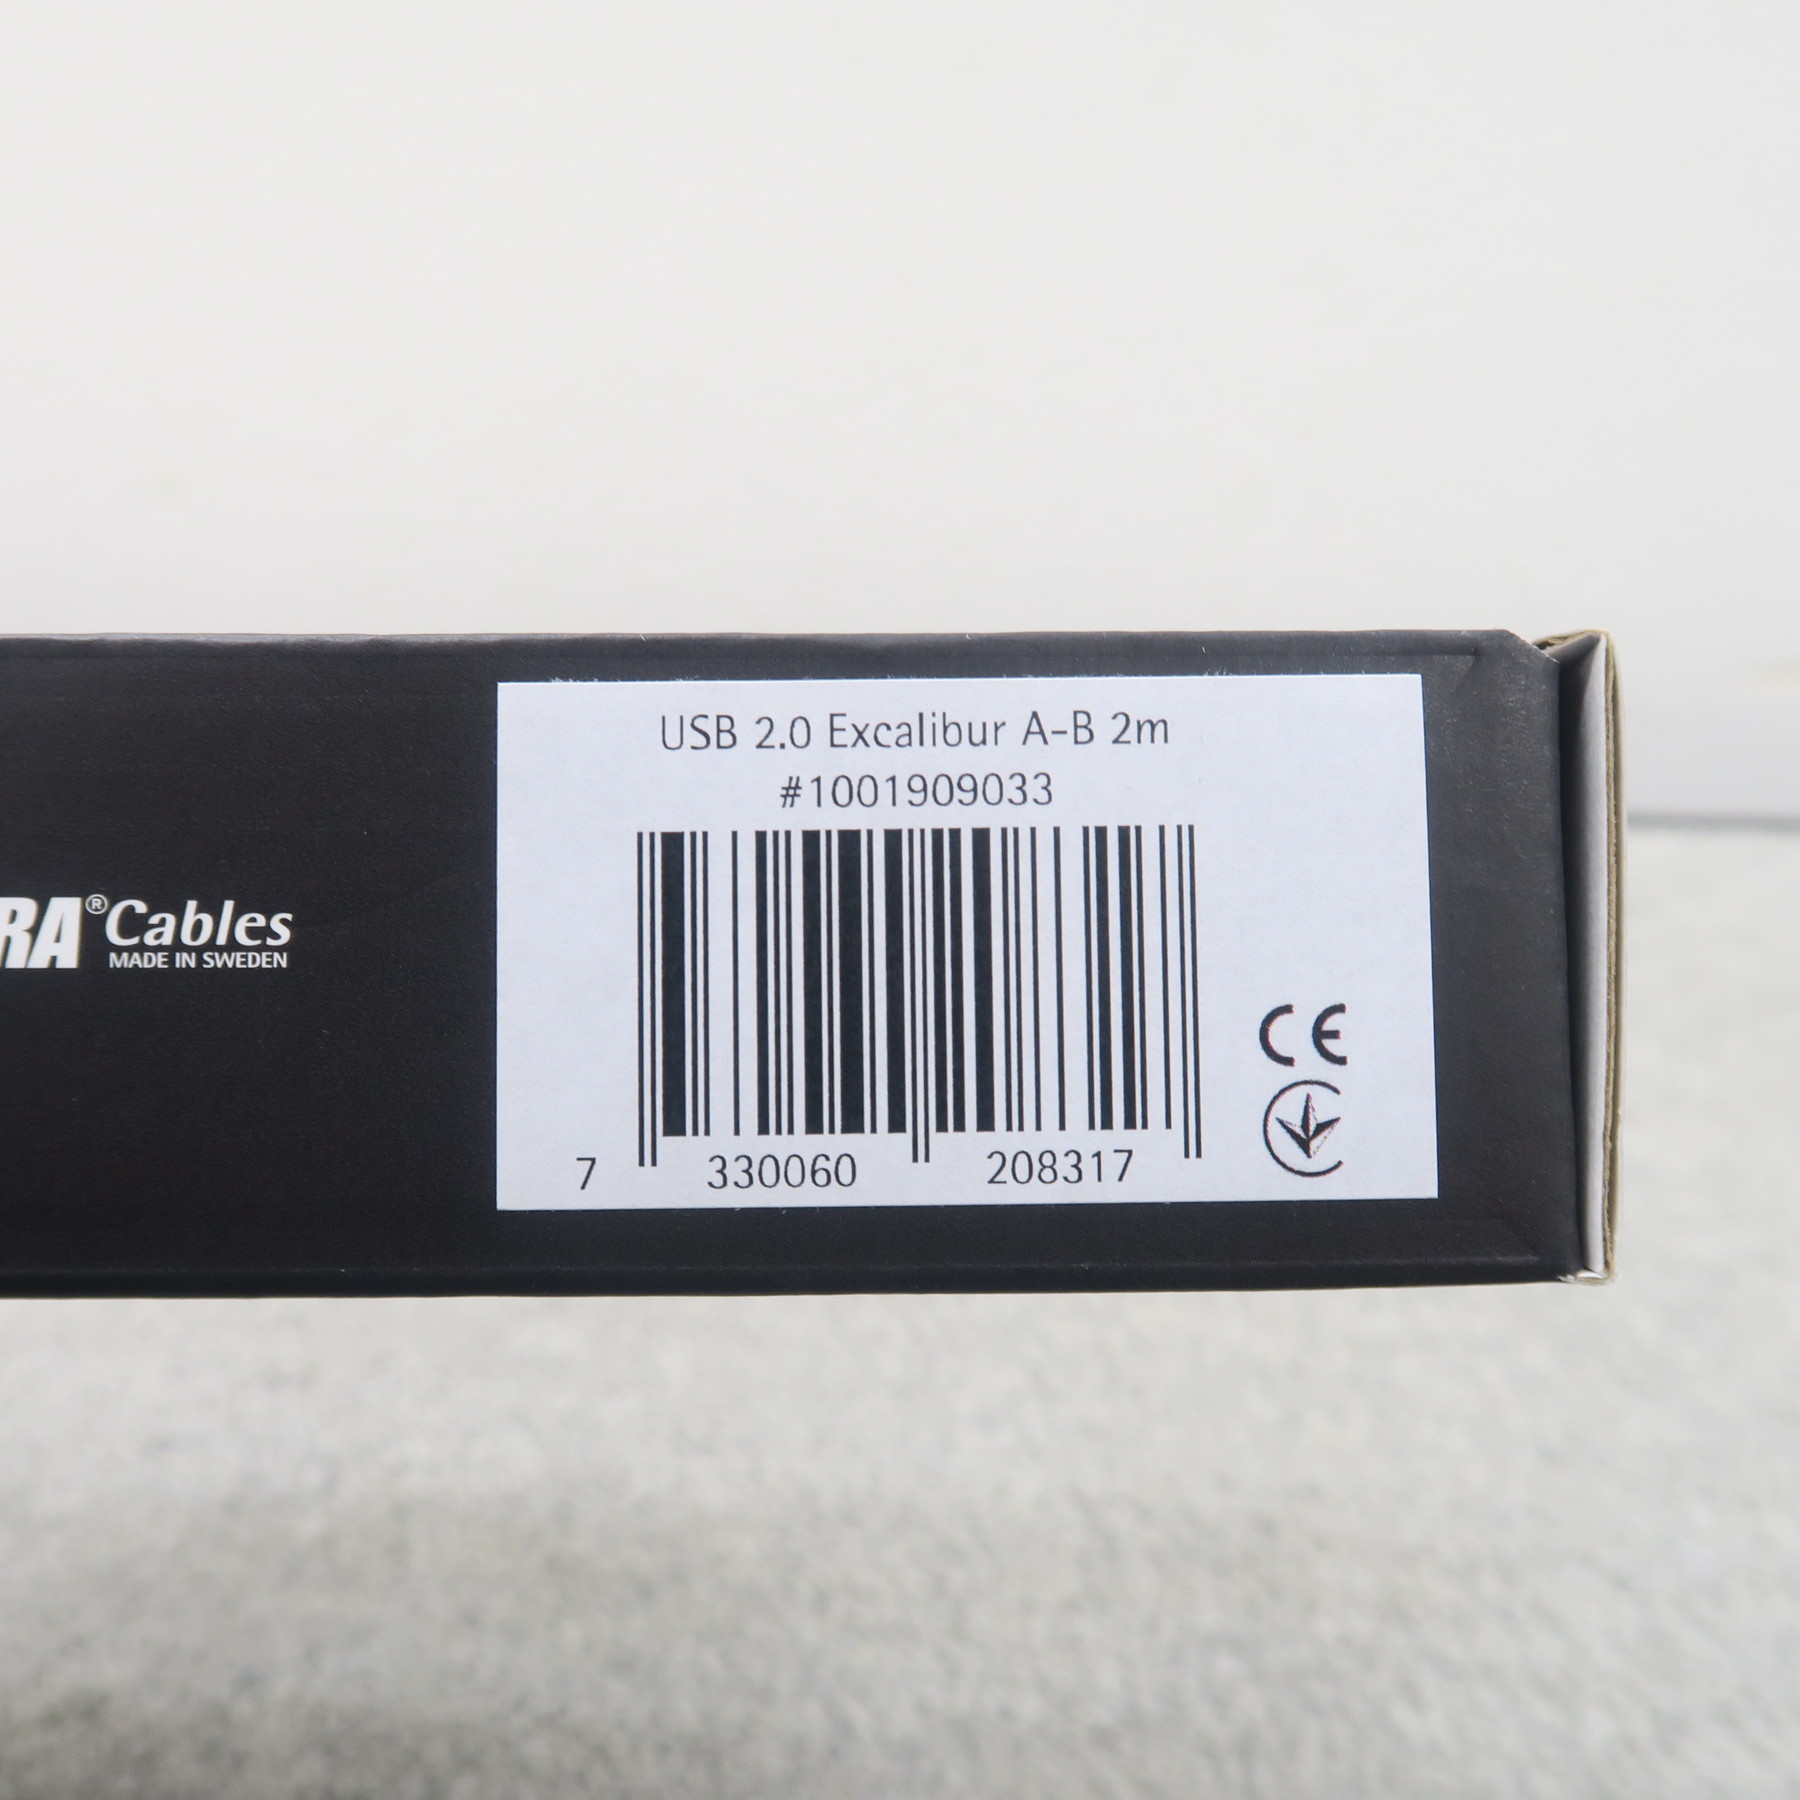 USB 2.0 Excalibur A-B 2m
#1001909033
RA® Cables
MADE IN SWEDEN
CE
7 330060 208317